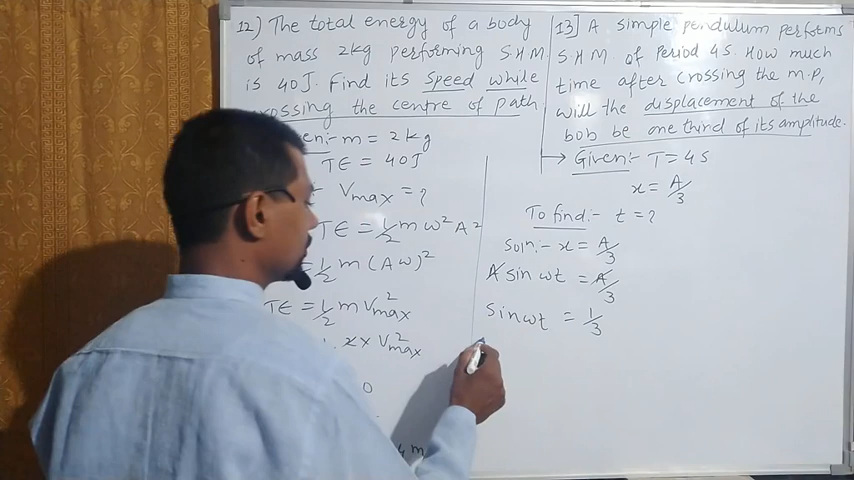 12) The total energy of a body
of mass 2kg performing S.H.M.
is 40J. Find its speed while
crossing the centre of path.
m = 2kg
TE = 40J
Vmax = ?
TE = 1/2 m ω² A²
= 1/2 m (Aω)²
TE = 1/2 m V²max
2 × V²max
0
m
13] A simple pendulum performs
S.H.M. of Period 4s. How much
time after crossing the m.p,
will the displacement of the
bob be one third of its amplitude.
→ Given:- T = 4s
x = A/3
To find:- t = ?
soln:- x = A/3
A sin ωt = A/3
sin ωt = 1/3